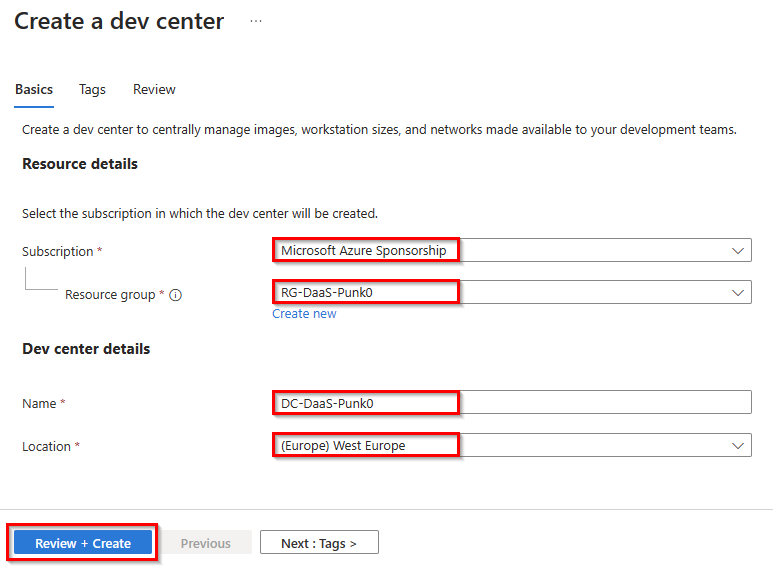 Create a dev center ...
Basics Tags Review
Create a dev center to centrally manage images, workstation sizes, and networks made available to your development teams.
Resource details
Select the subscription in which the dev center will be created.
Subscription * Microsoft Azure Sponsorship
Resource group * RG-DaaS-Punk0
Create new
Dev center details
Name * DC-DaaS-Punk0
Location * (Europe) West Europe
Review + Create Previous Next : Tags >